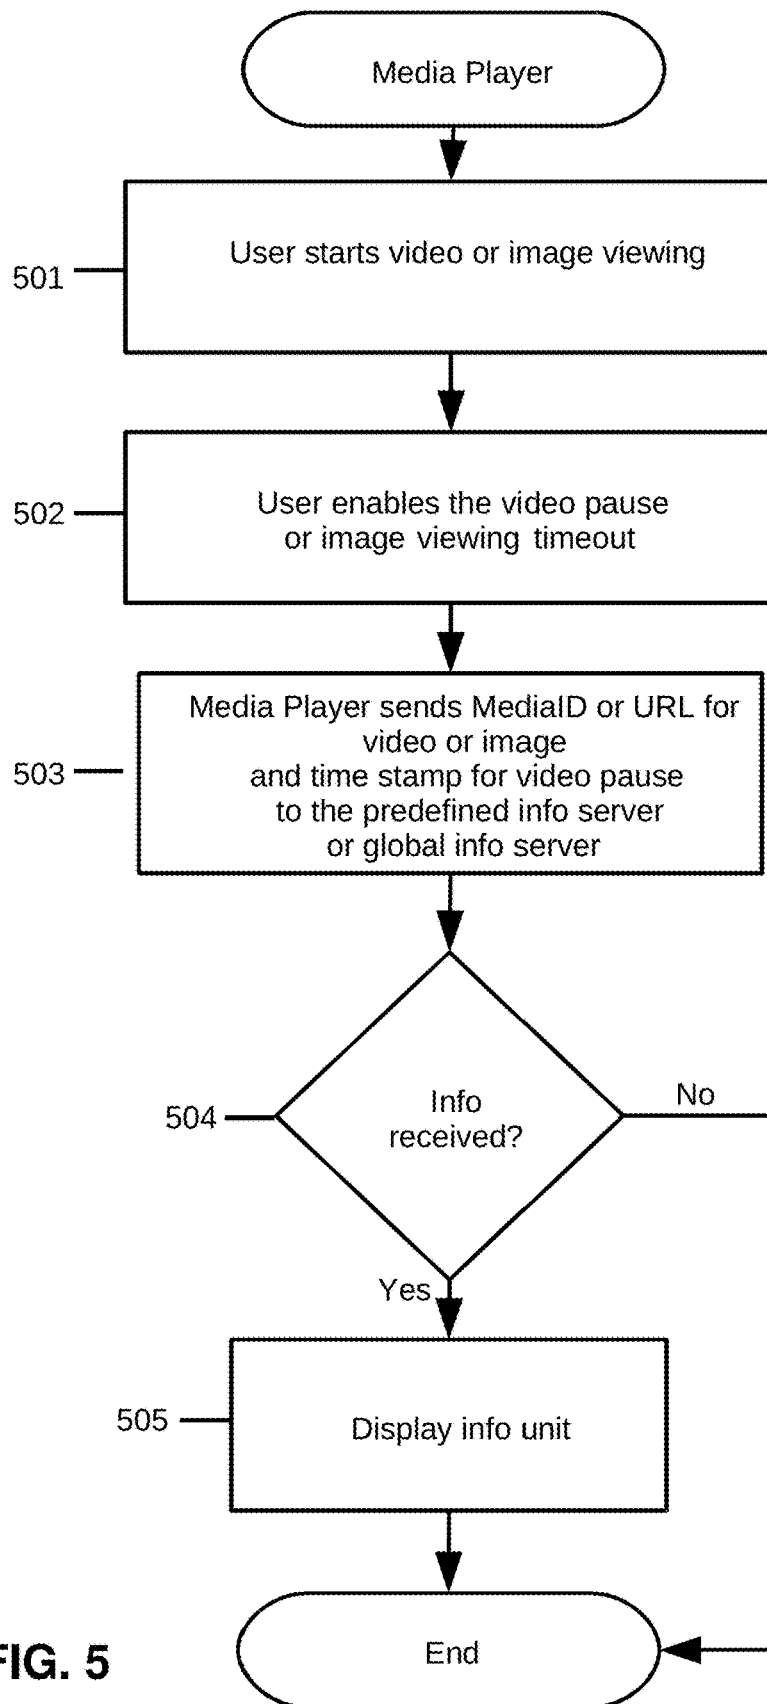 Media Player
User starts video or image viewing
501
User enables the video pause
or image viewing timeout
502
Media Player sends MediaID or URL for
video or image
and time stamp for video pause
to the predefined info server
or global info server
503
Info
received?
504
No
Yes
Display info unit
505
End
FIG. 5